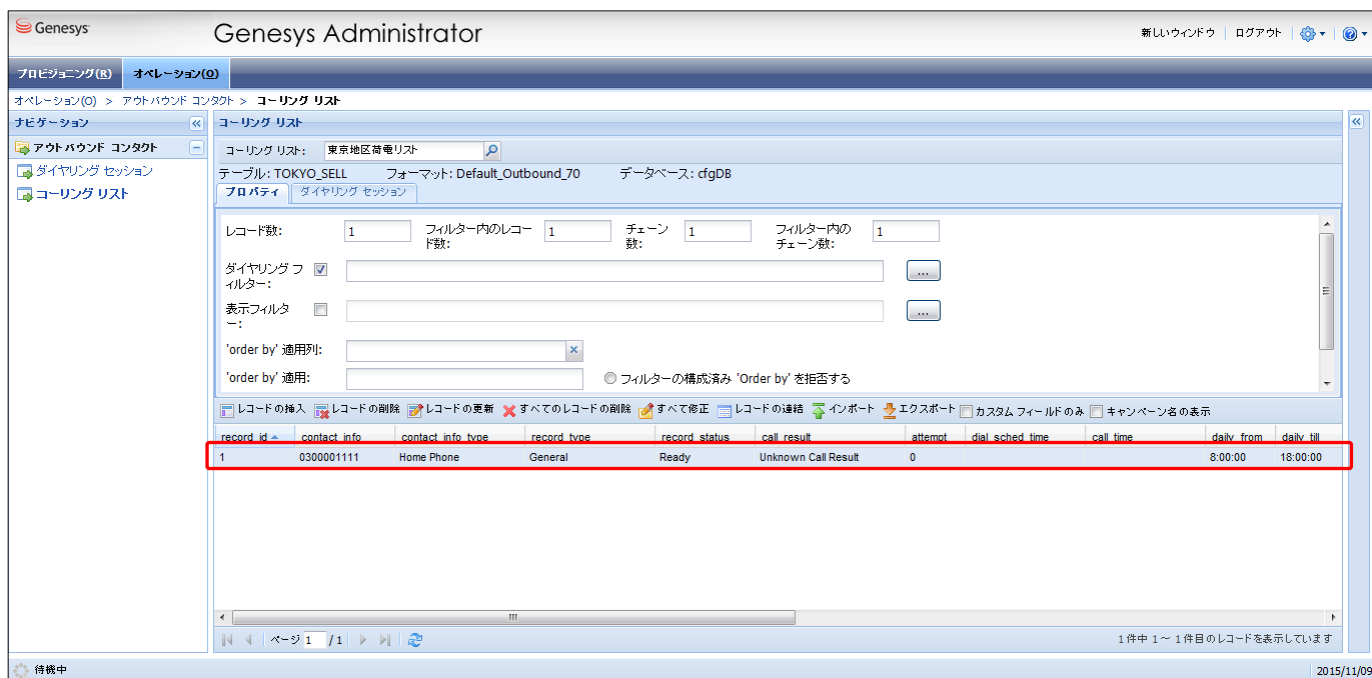 Genesys
Genesys Administrator
新しいウィンドウ | ログアウト
プロビジョニング(R) オペレーション(O)
オペレーション(O) > アウトバウンド コンタクト > コーリング リスト
ナビゲーション
コーリング リスト
アウトバウンド コンタクト
ダイヤリング セッション
コーリング リスト
コーリング リスト: 東京地区荷電リスト
テーブル: TOKYO_SELL フォーマット: Default_Outbound_70 データベース: cfgDB
プロパティ ダイヤリング セッション
レコード数: 1 フィルター内のレコード数: 1 チェーン数: 1 フィルター内のチェーン数: 1
ダイヤリング フィルター: ...
表示フィルター: ...
'order by' 適用列:
'order by' 適用: フィルターの構成済み 'Order by' を拒否する
レコードの挿入 レコードの削除 レコードの更新 すべてのレコードの削除 すべて修正 レコードの連結 インポート エクスポート カスタム フィールドのみ キャンペーン名の表示
record_id contact_info contact_info_type record_type record_status call_result attempt dial_sched_time call_time daily_from daily_till
1 0300001111 Home Phone General Ready Unknown Call Result 0 8:00:00 18:00:00
ページ 1 / 1
1件中 1～ 1件目のレコードを表示しています
待機中
2015/11/09